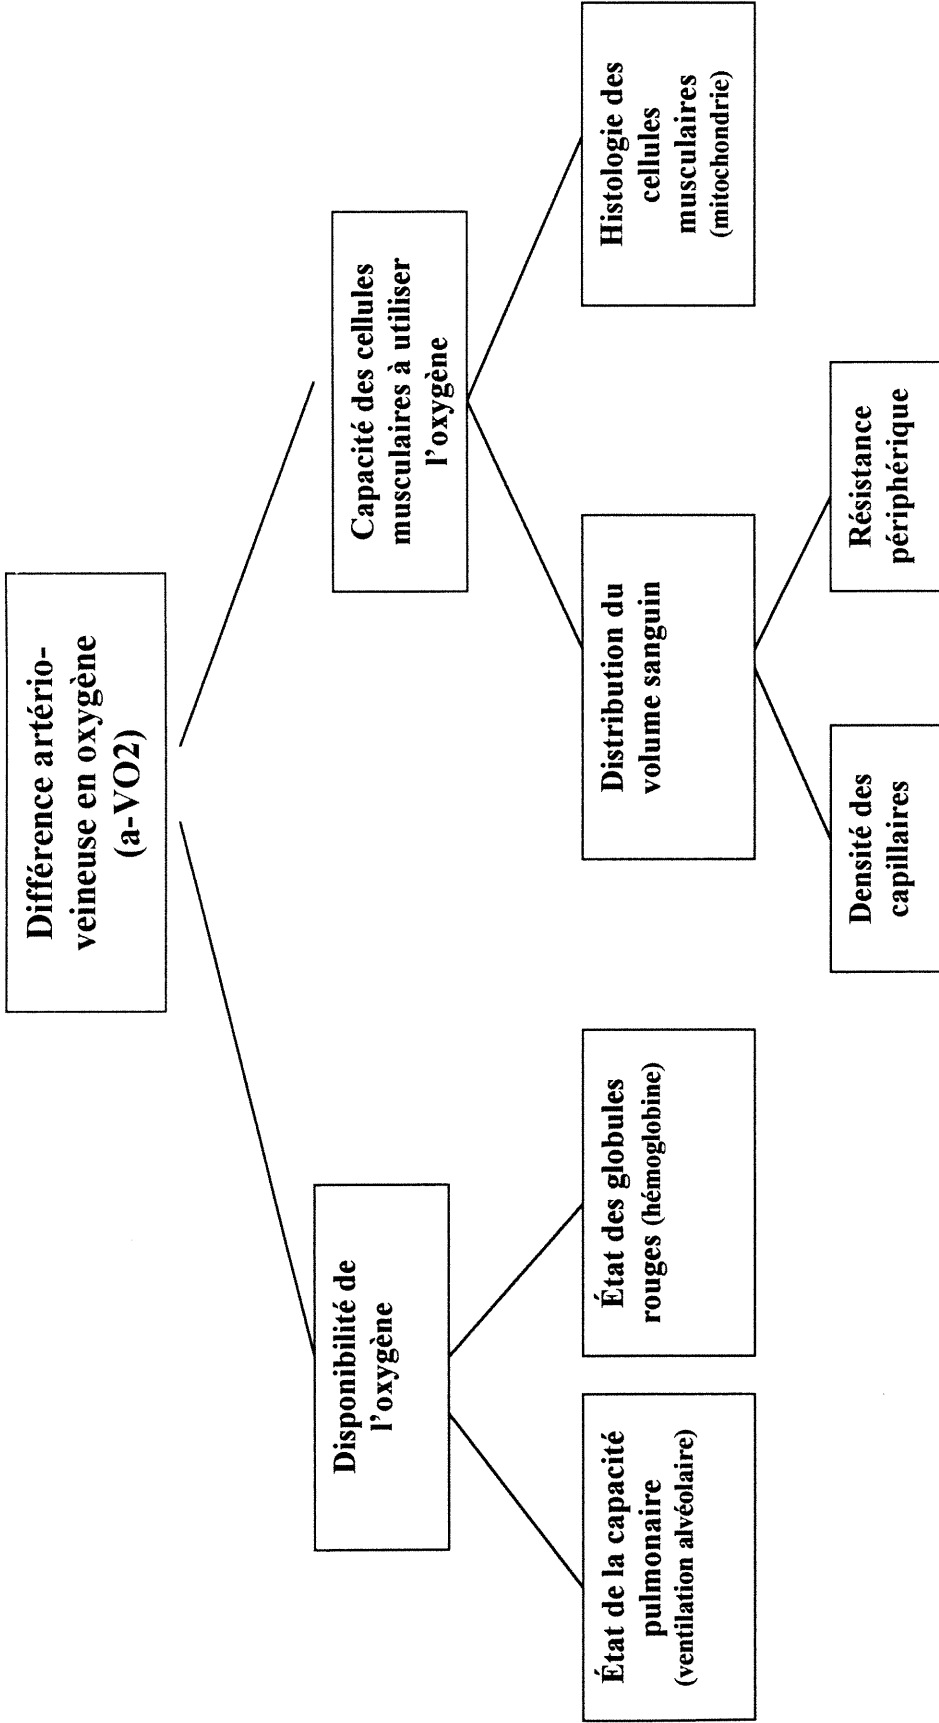 Différence artério-
veineuse en oxygène
(a-VO2)
Disponibilité de
l'oxygène
Capacité des cellules
musculaires à utiliser
l'oxygène
État de la capacité
pulmonaire
(ventilation alvéolaire)
État des globules
rouges (hémoglobine)
Distribution du
volume sanguin
Histologie des
cellules
musculaires
(mitochondrie)
Densité des
capillaires
Résistance
périphérique